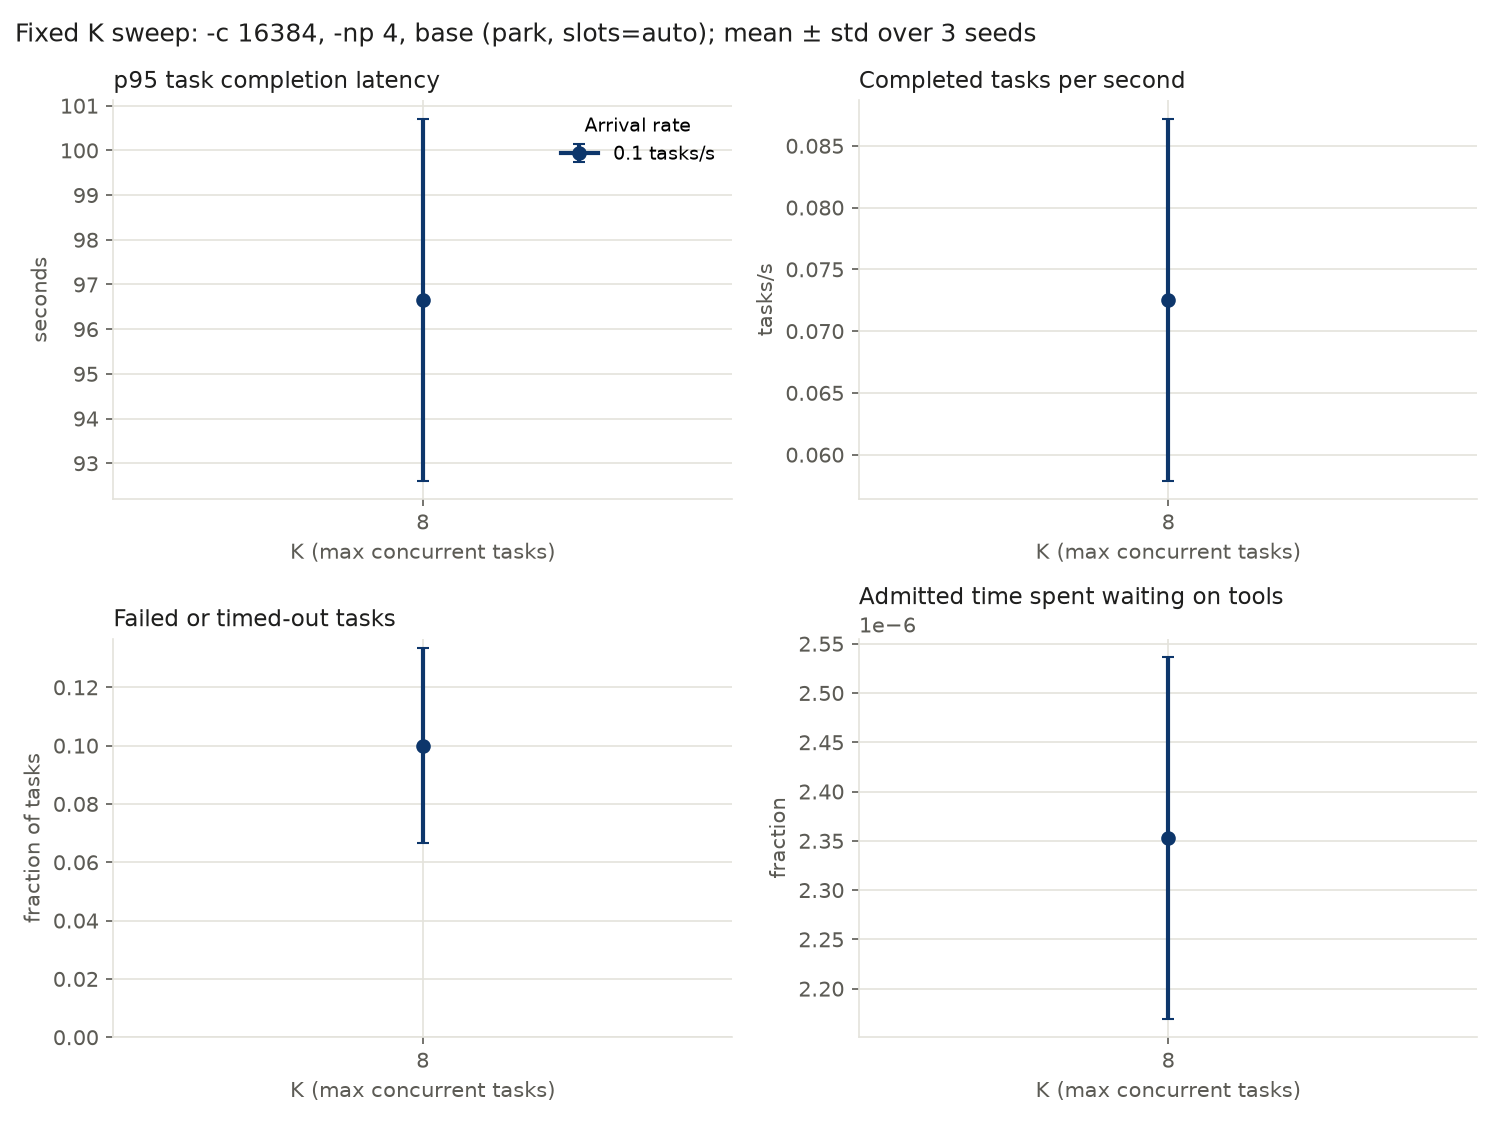 Fixed K sweep: -c 16384, -np 4, base (park, slots=auto); mean ± std over 3 seeds
p95 task completion latency
101
100
99
98
97
96
95
94
93
seconds
Arrival rate
0.1 tasks/s
8
K (max concurrent tasks)
Completed tasks per second
0.085
0.080
0.075
0.070
0.065
0.060
tasks/s
8
K (max concurrent tasks)
Failed or timed-out tasks
0.12
0.10
0.08
0.06
0.04
0.02
0.00
fraction of tasks
8
K (max concurrent tasks)
Admitted time spent waiting on tools
1e−6
2.55
2.50
2.45
2.40
2.35
2.30
2.25
2.20
fraction
8
K (max concurrent tasks)